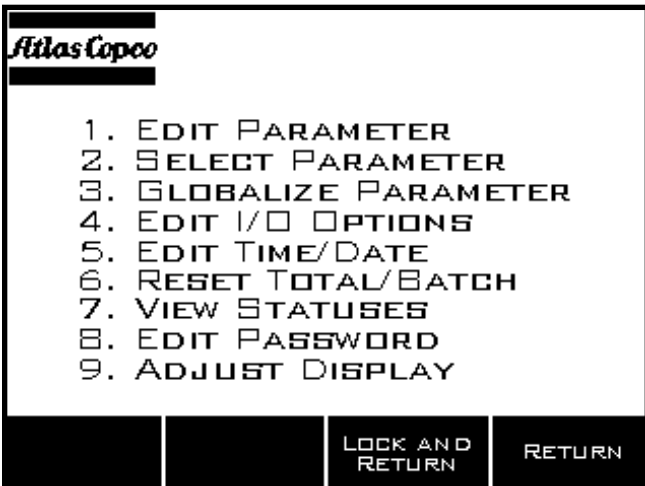 Atlas Copco
1. EDIT PARAMETER
2. SELECT PARAMETER
3. GLOBALIZE PARAMETER
4. EDIT I/O OPTIONS
5. EDIT TIME/DATE
6. RESET TOTAL/BATCH
7. VIEW STATUSES
8. EDIT PASSWORD
9. ADJUST DISPLAY
LOCK AND
RETURN
RETURN